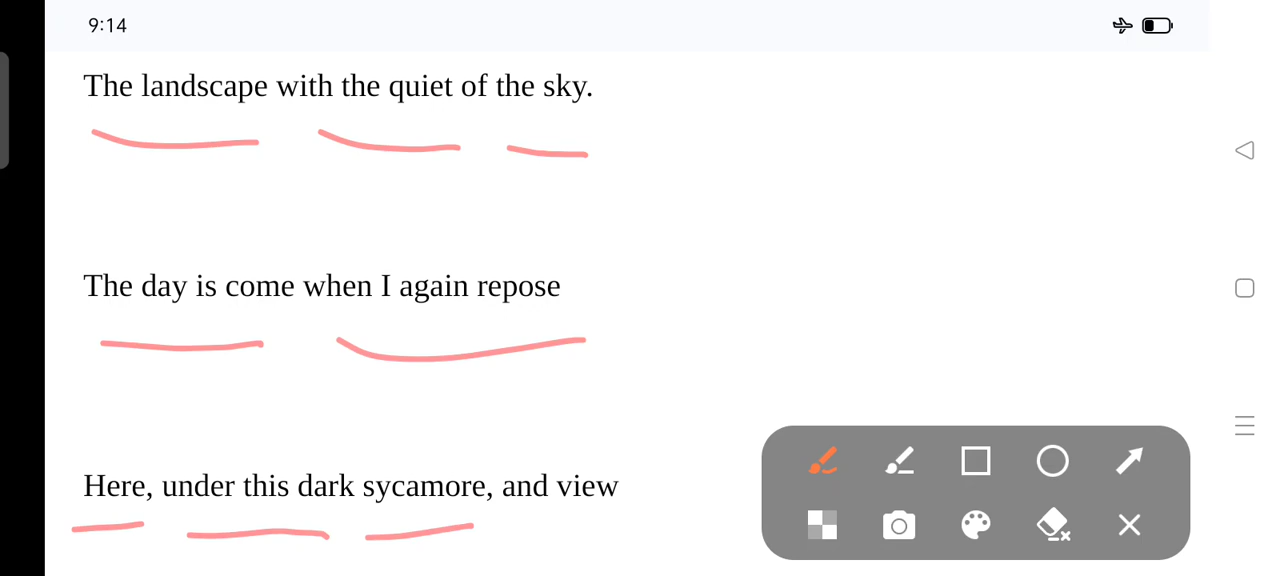 9:14
The landscape with the quiet of the sky.
The day is come when I again repose
Here, under this dark sycamore, and view